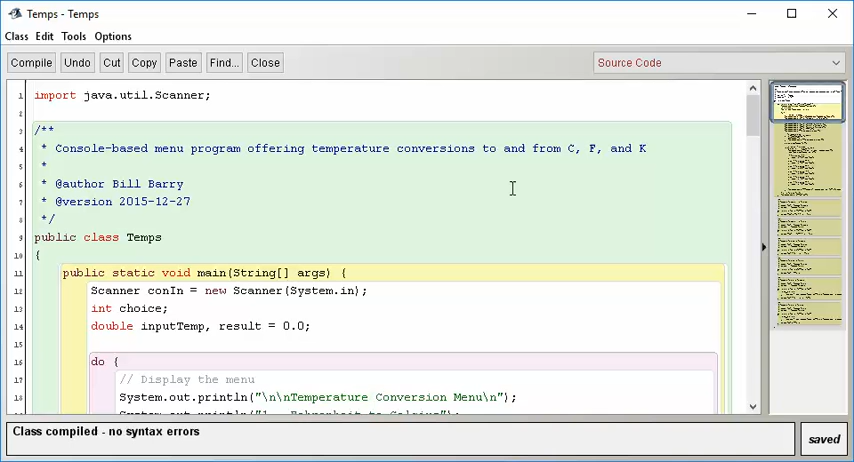 Temps - Temps
Class Edit Tools Options
Compile Undo Cut Copy Paste Find... Close Source Code
1 import java.util.Scanner;
2
3 /**
4 * Console-based menu program offering temperature conversions to and from C, F, and K
5 *
6 * @author Bill Barry
7 * @version 2015-12-27
8 */
9 public class Temps
10 {
11 public static void main(String[] args) {
12 Scanner conIn = new Scanner(System.in);
13 int choice;
14 double inputTemp, result = 0.0;
15
16 do {
17 // Display the menu
18 System.out.println("\n\nTemperature Conversion Menu\n");
Class compiled - no syntax errors
saved